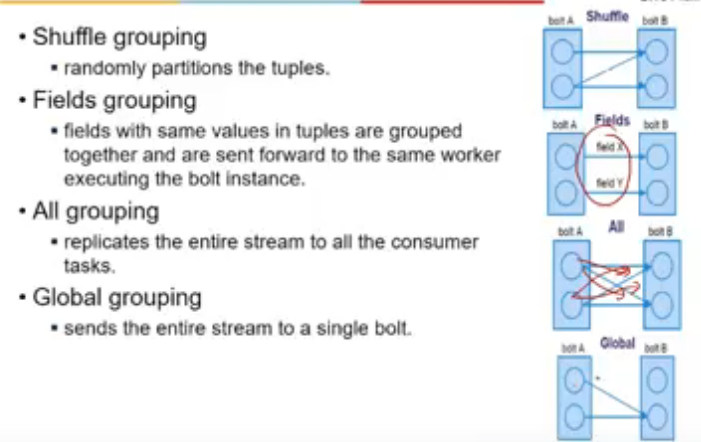 • Shuffle grouping
▪ randomly partitions the tuples.
• Fields grouping
▪ fields with same values in tuples are grouped
together and are sent forward to the same worker
executing the bolt instance.
• All grouping
▪ replicates the entire stream to all the consumer
tasks.
• Global grouping
▪ sends the entire stream to a single bolt.
bolt A Shuffle bolt B
bolt A Fields bolt B
field X
field Y
bolt A All bolt B
bolt A Global bolt B